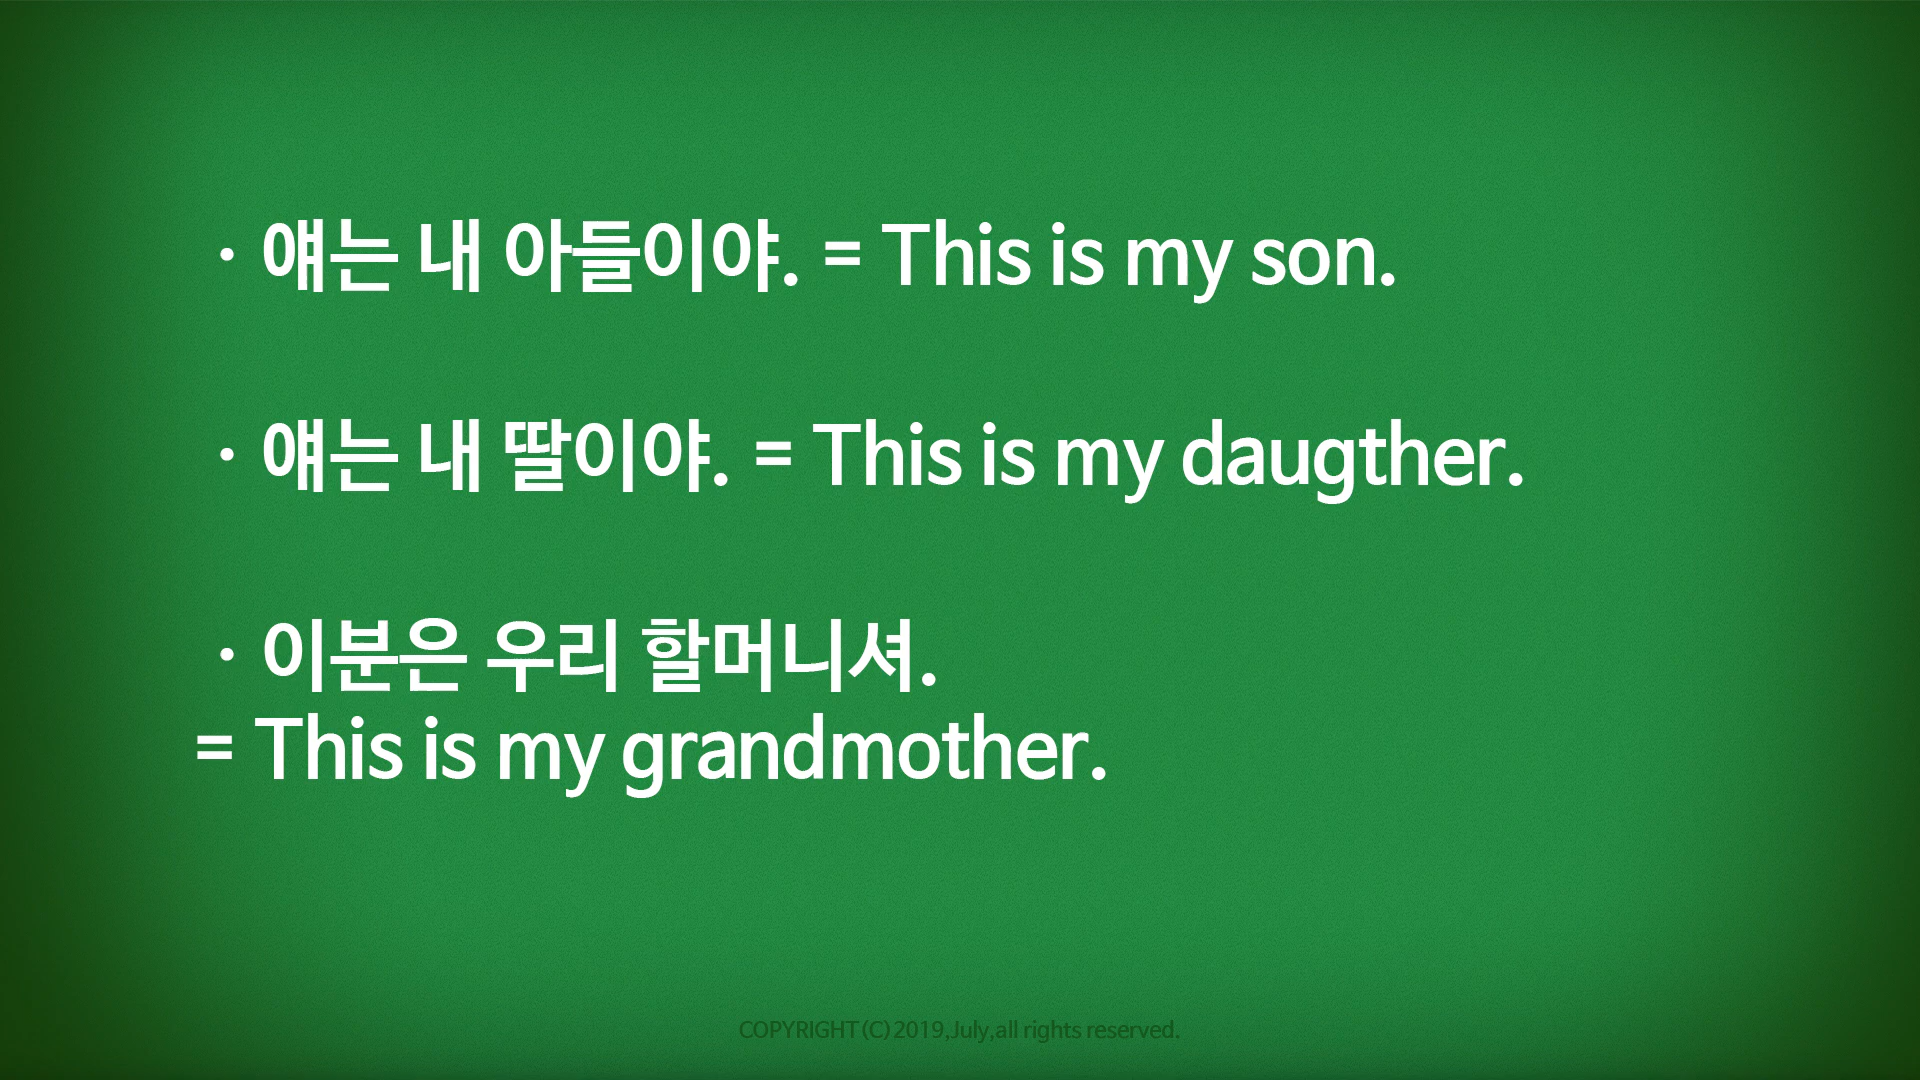 · 얘는 내 아들이야. = This is my son.
· 얘는 내 딸이야. = This is my daugther.
· 이분은 우리 할머니셔.
= This is my grandmother.
COPYRIGHT (C) 2019,July,all rights reserved.